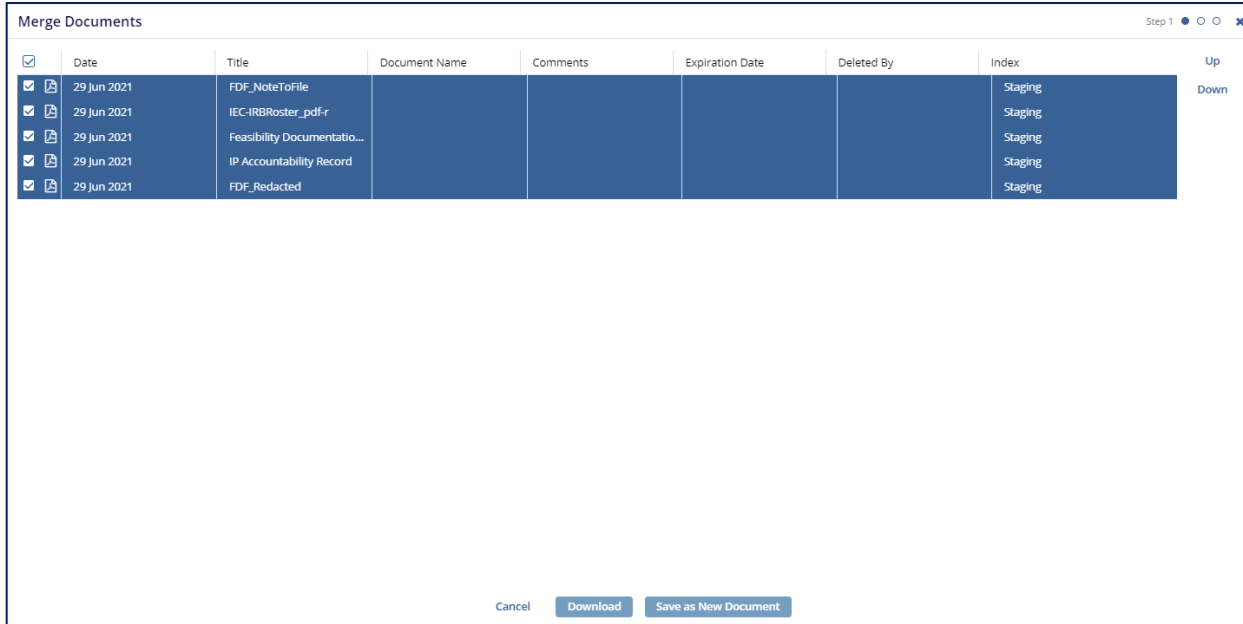 Merge Documents Step 1
Date Title Document Name Comments Expiration Date Deleted By Index Up
Down
29 Jun 2021 FDF_NoteToFile Staging
29 Jun 2021 IEC-IRBRoster_pdf-r Staging
29 Jun 2021 Feasibility Documentatio... Staging
29 Jun 2021 IP Accountability Record Staging
29 Jun 2021 FDF_Redacted Staging
Cancel Download Save as New Document